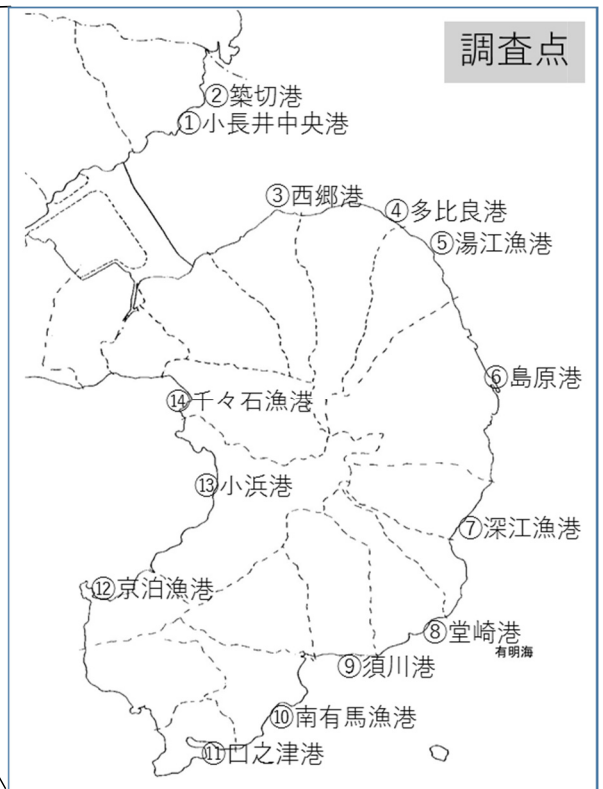 調査点
②築切港
①小長井中央港
③西郷港
④多比良港
⑤湯江漁港
⑥島原港
⑭千々石漁港
⑬小浜港
⑦深江漁港
⑫京泊漁港
⑧堂崎港
有明海
⑨須川港
⑩南有馬漁港
⑪口之津港